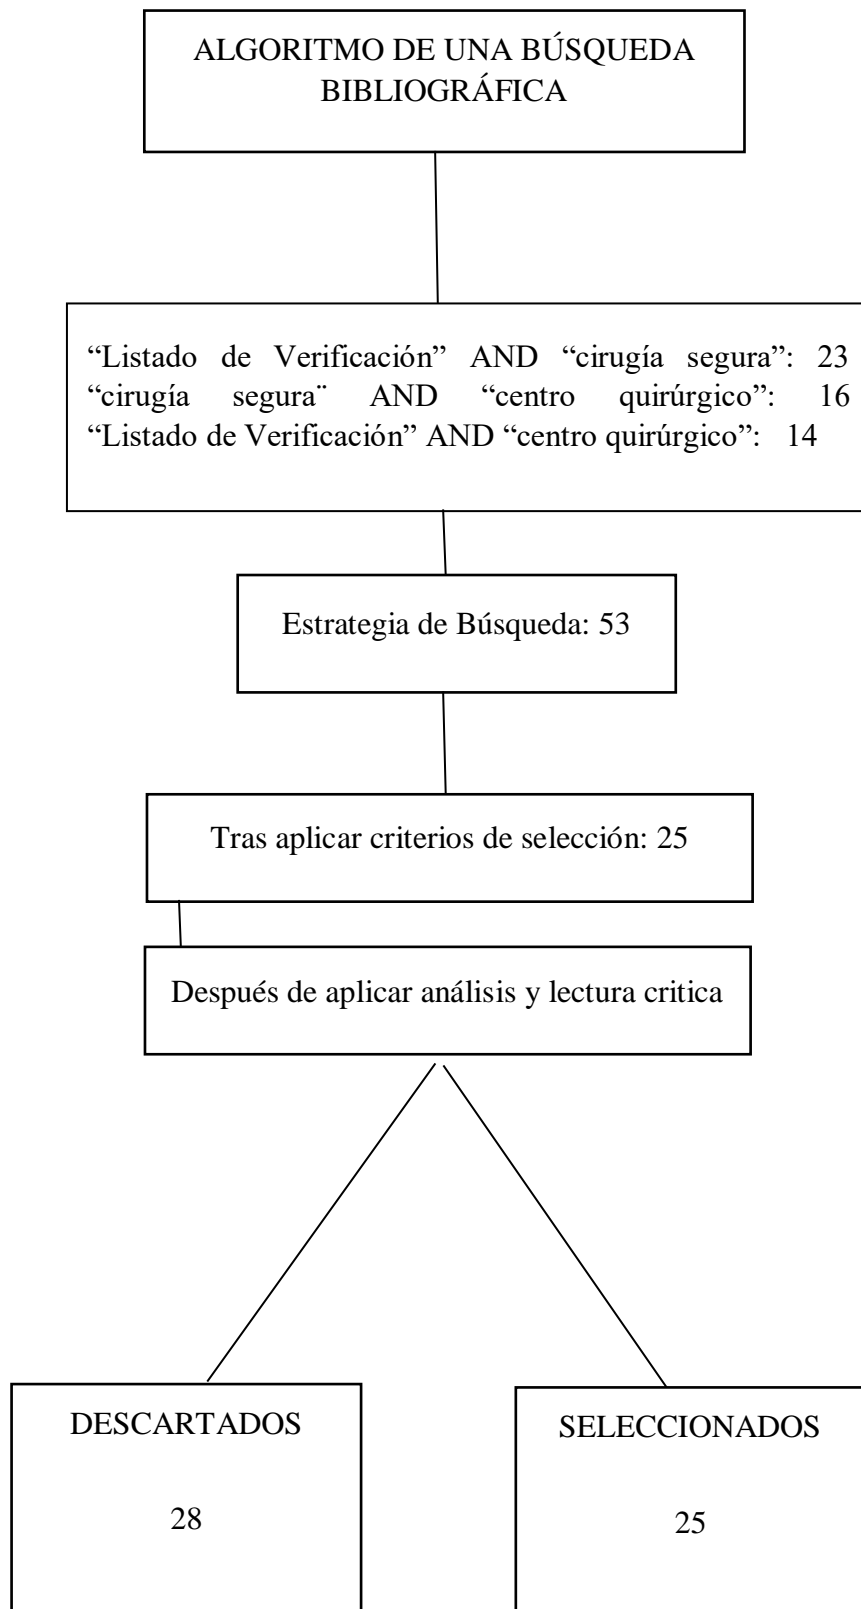 ALGORITMO DE UNA BÚSQUEDA
BIBLIOGRÁFICA
“Listado de Verificación” AND “cirugía segura”: 23
“cirugía segura¨ AND “centro quirúrgico”: 16
“Listado de Verificación” AND “centro quirúrgico”: 14
Estrategia de Búsqueda: 53
Tras aplicar criterios de selección: 25
Después de aplicar análisis y lectura critica
DESCARTADOS
28
SELECCIONADOS
25